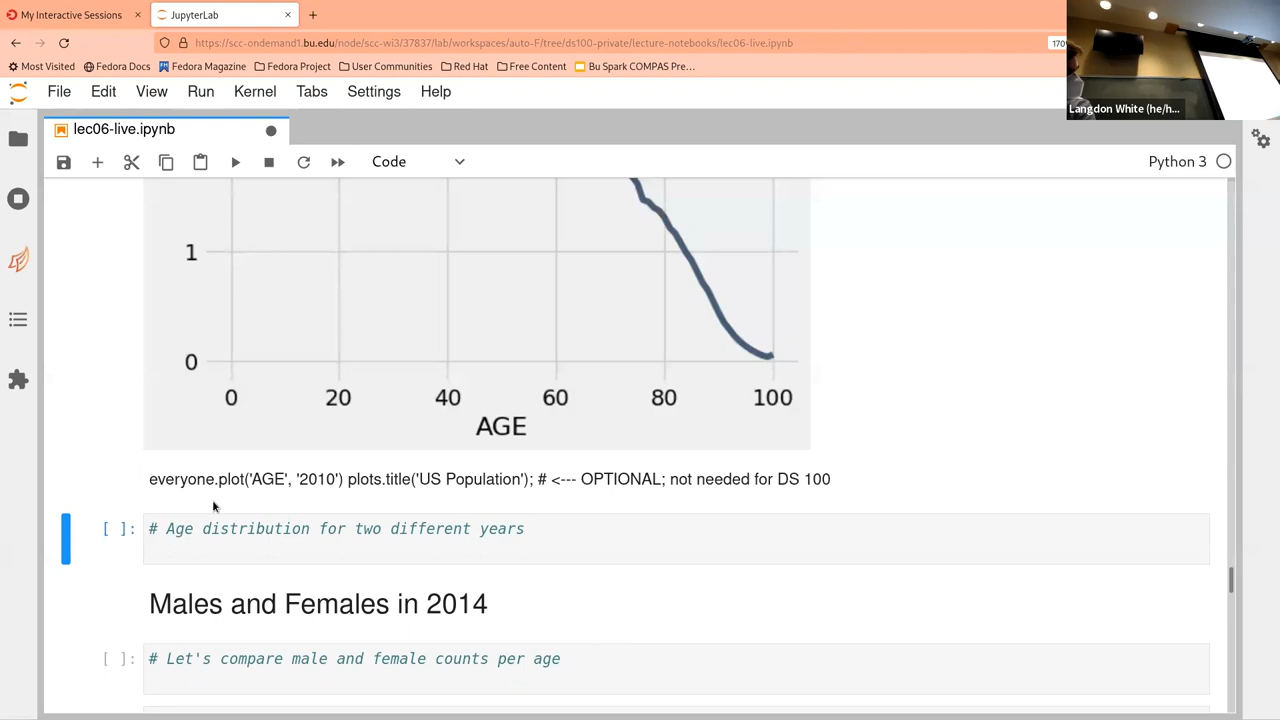 My Interactive Sessions
JupyterLab
https://scc-ondemand1.bu.edu/node/scc-wi3/37837/lab/workspaces/auto-F/tree/ds100-private/lecture-notebooks/lec06-live.ipynb
170%
Most Visited Fedora Docs Fedora Magazine Fedora Project User Communities Red Hat Free Content Bu Spark COMPAS Pre…
Langdon White (he/h...
File Edit View Run Kernel Tabs Settings Help
lec06-live.ipynb
Code
Python 3
1
0
0 20 40 60 80 100
AGE
everyone.plot('AGE', '2010') plots.title('US Population'); # <--- OPTIONAL; not needed for DS 100
[ ]: # Age distribution for two different years
Males and Females in 2014
[ ]: # Let's compare male and female counts per age